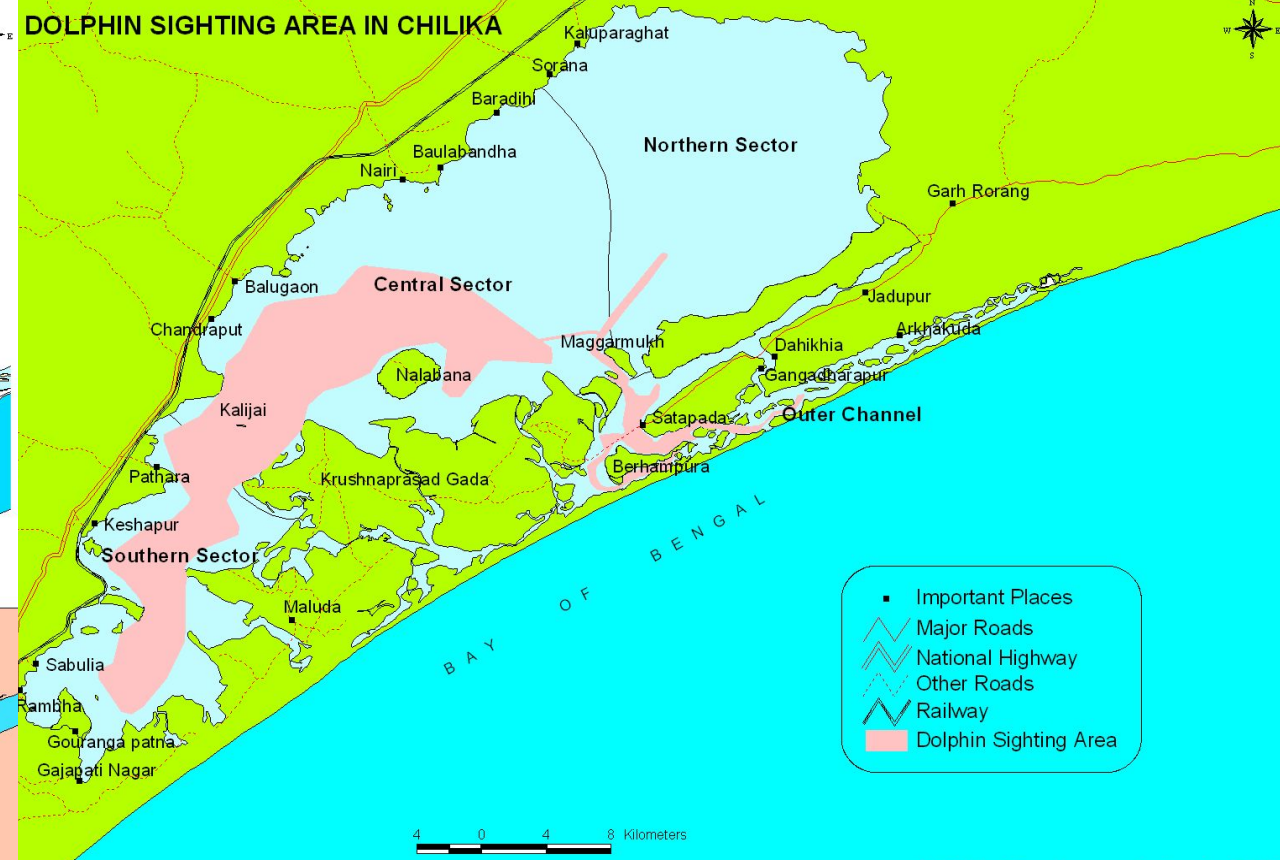 DOLPHIN SIGHTING AREA IN CHILIKA
N
E
W
E
S
Kaluparaghat
Sorana
Baradihi
Northern Sector
Baulabandha
Nairi
Garh Rorang
Balugaon
Central Sector
Jadupur
Chandraput
Arkhakuda
Maggarmukh
Dahikhia
Nalabana
Gangadharapur
Kalijai
Satapada
Outer Channel
Berhampura
Pathara
Krushnaprasad Gada
Keshapur
Southern Sector
BAY OF BENGAL
Maluda
Sabulia
Rambha
Gouranga patna
Gajapati Nagar
Important Places
Major Roads
National Highway
Other Roads
Railway
Dolphin Sighting Area
4 0 4 8 Kilometers